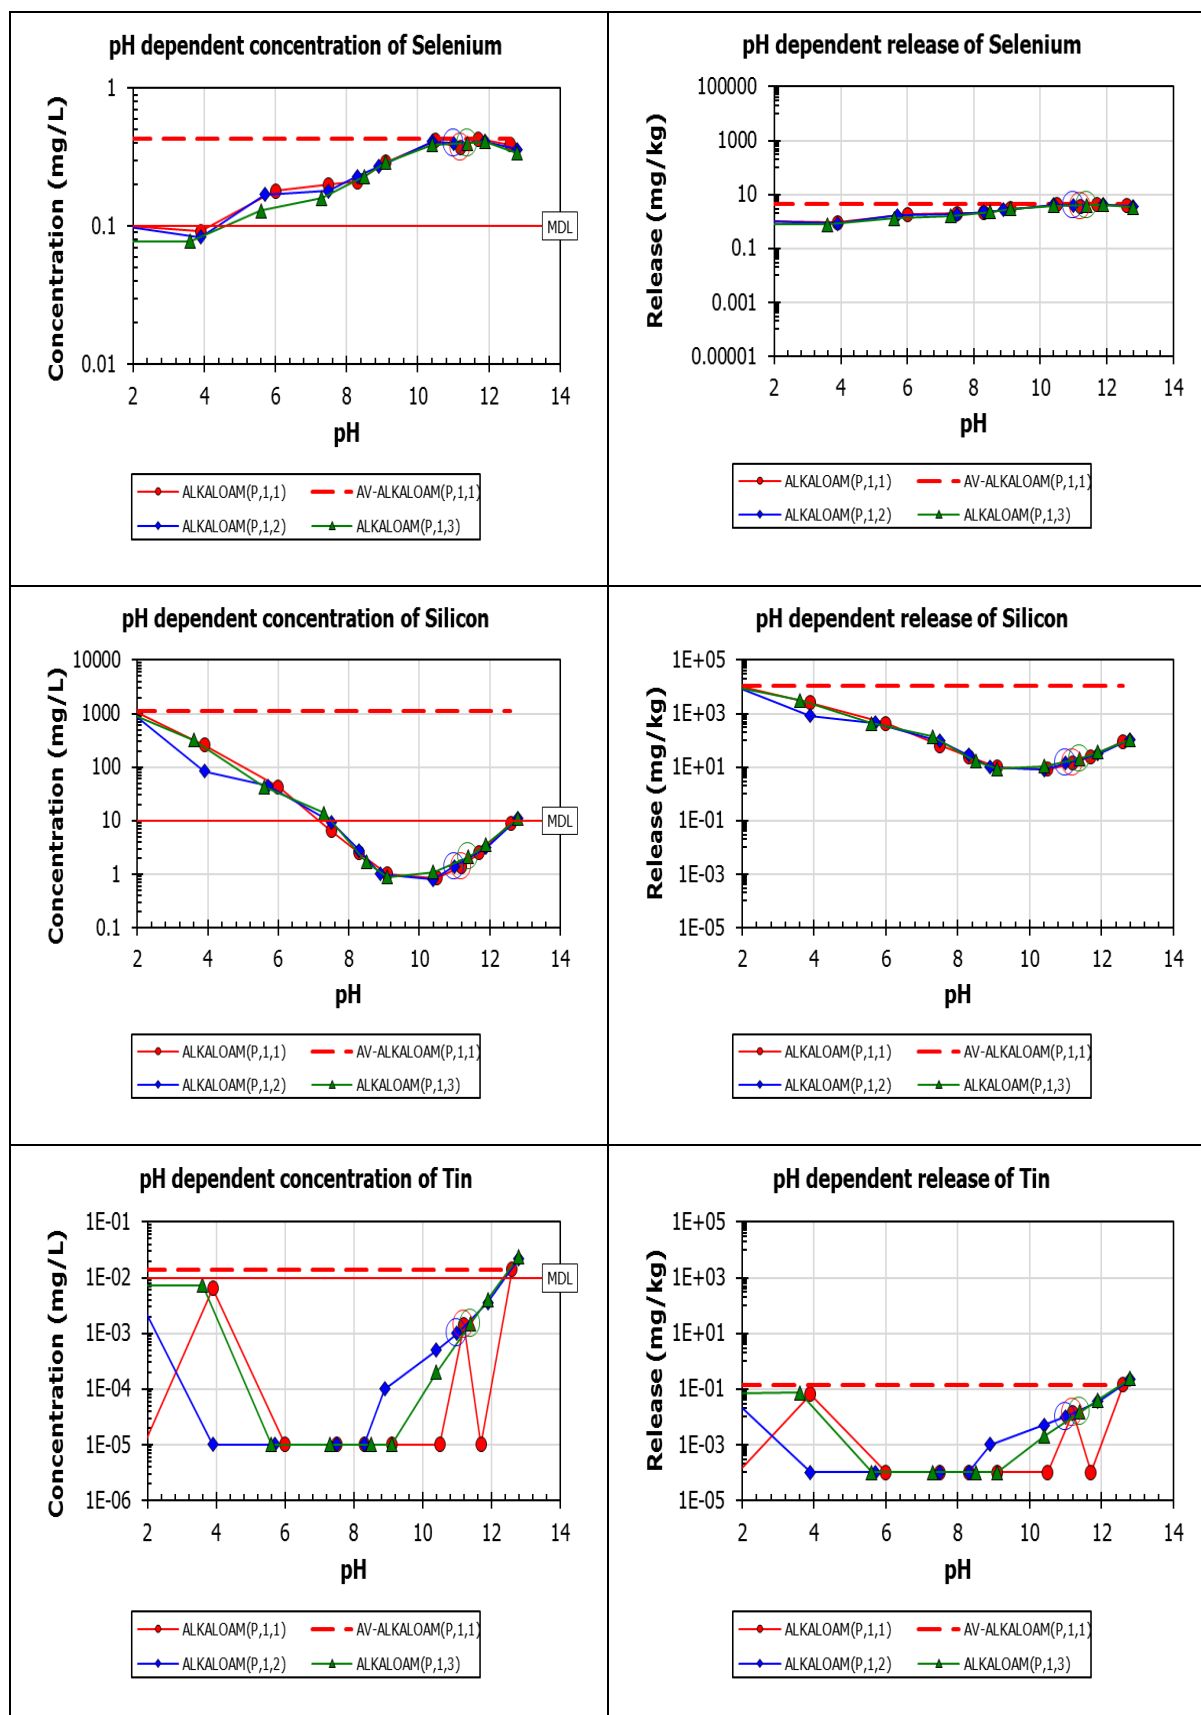 pH dependent concentration of Selenium
Concentration (mg/L)
1
0.1
0.01
MDL
2 4 6 8 10 12 14
pH
ALKALOAM(P,1,1) AV-ALKALOAM(P,1,1)
ALKALOAM(P,1,2) ALKALOAM(P,1,3)
pH dependent release of Selenium
Release (mg/kg)
100000
1000
10
0.1
0.001
0.00001
2 4 6 8 10 12 14
pH
ALKALOAM(P,1,1) AV-ALKALOAM(P,1,1)
ALKALOAM(P,1,2) ALKALOAM(P,1,3)
pH dependent concentration of Silicon
Concentration (mg/L)
10000
1000
100
10
1
0.1
MDL
2 4 6 8 10 12 14
pH
ALKALOAM(P,1,1) AV-ALKALOAM(P,1,1)
ALKALOAM(P,1,2) ALKALOAM(P,1,3)
pH dependent release of Silicon
Release (mg/kg)
1E+05
1E+03
1E+01
1E-01
1E-03
1E-05
2 4 6 8 10 12 14
pH
ALKALOAM(P,1,1) AV-ALKALOAM(P,1,1)
ALKALOAM(P,1,2) ALKALOAM(P,1,3)
pH dependent concentration of Tin
Concentration (mg/L)
1E-01
1E-02
1E-03
1E-04
1E-05
1E-06
MDL
2 4 6 8 10 12 14
pH
ALKALOAM(P,1,1) AV-ALKALOAM(P,1,1)
ALKALOAM(P,1,2) ALKALOAM(P,1,3)
pH dependent release of Tin
Release (mg/kg)
1E+05
1E+03
1E+01
1E-01
1E-03
1E-05
2 4 6 8 10 12 14
pH
ALKALOAM(P,1,1) AV-ALKALOAM(P,1,1)
ALKALOAM(P,1,2) ALKALOAM(P,1,3)